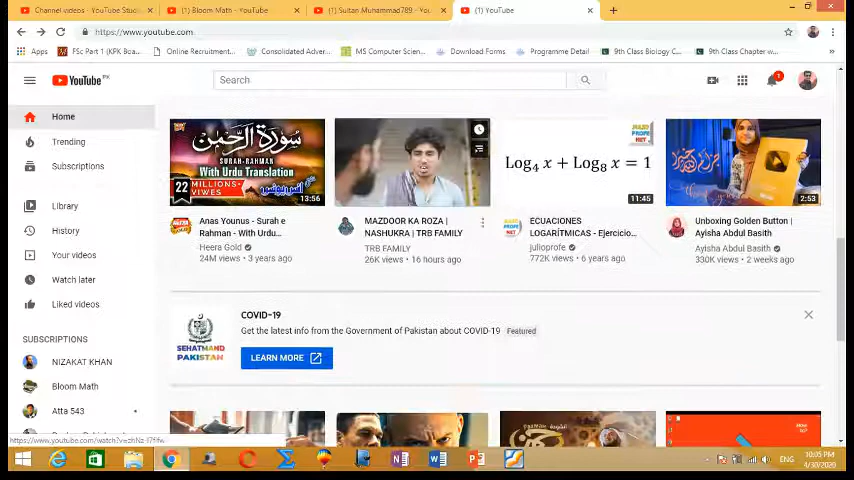 Channel videos - YouTube Studi
(1) Bloom Math - YouTube
(1) Sultan Muhammad789 - You
(1) YouTube
https://www.youtube.com
Apps
FSc Part 1 (KPK Boa...
Online Recruitment...
Consolidated Adver...
MS Computer Scien...
Download Forms
Programme Detail
9th Class Biology C...
9th Class Chapter w...
YouTube PK
Search
1
Home
Trending
Subscriptions
Library
History
Your videos
Watch later
Liked videos
SUBSCRIPTIONS
NIZAKAT KHAN
Bloom Math
Atta 543
سورة الرحمن
SURAH-RAHMAN
With Urdu Translation
22 MILLIONS-VIWES
13:56
Anas Younus - Surah e
Rahman - With Urdu...
Heera Gold
24M views • 3 years ago
MAZDOOR KA ROZA |
NASHUKRA | TRB FAMILY
TRB FAMILY
26K views • 16 hours ago
MATE
PROFE
NET
Log₄ x + Log₈ x = 1
11:45
ECUACIONES
LOGARÍTMICAS - Ejercicio...
julioprofe
772K views • 6 years ago
2:53
Unboxing Golden Button |
Ayisha Abdul Basith
Ayisha Abdul Basith
330K views • 2 weeks ago
COVID-19
Get the latest info from the Government of Pakistan about COVID-19 Featured
SEHATMAND
PAKISTAN
LEARN MORE
ENG
10:05 PM
4/30/2020